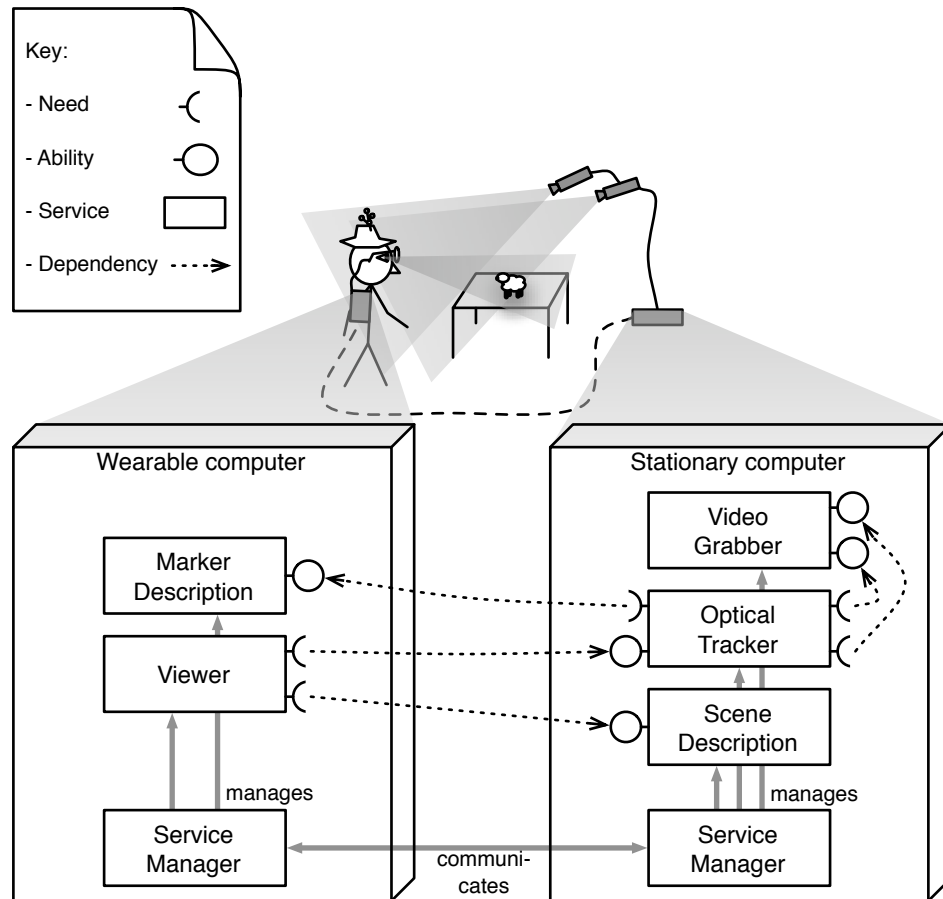 Key:
- Need
- Ability
- Service
- Dependency
Wearable computer
Marker
Description
Viewer
manages
Service
Manager
communi-
cates
Stationary computer
Video
Grabber
Optical
Tracker
Scene
Description
manages
Service
Manager